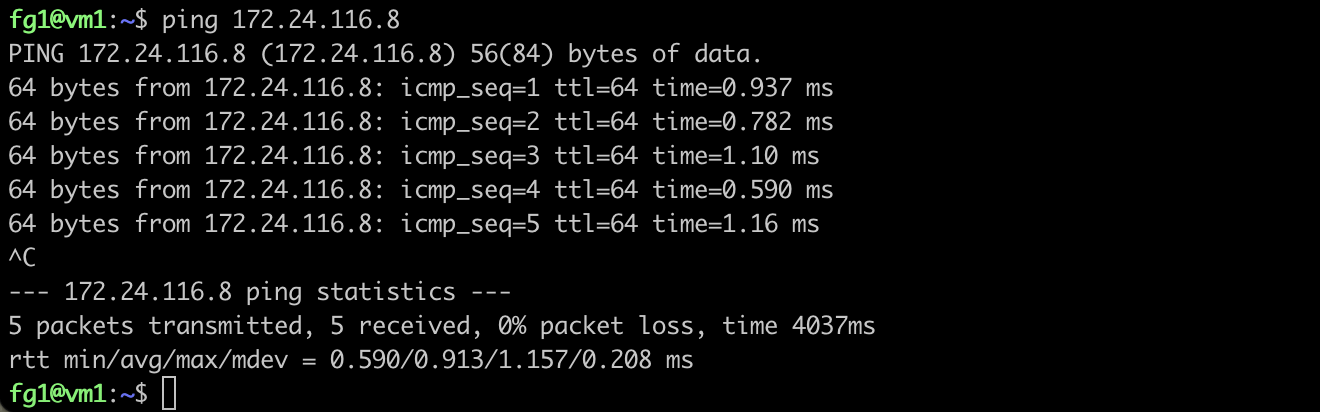 fg1@vm1:~$ ping 172.24.116.8
PING 172.24.116.8 (172.24.116.8) 56(84) bytes of data.
64 bytes from 172.24.116.8: icmp_seq=1 ttl=64 time=0.937 ms
64 bytes from 172.24.116.8: icmp_seq=2 ttl=64 time=0.782 ms
64 bytes from 172.24.116.8: icmp_seq=3 ttl=64 time=1.10 ms
64 bytes from 172.24.116.8: icmp_seq=4 ttl=64 time=0.590 ms
64 bytes from 172.24.116.8: icmp_seq=5 ttl=64 time=1.16 ms
^C
--- 172.24.116.8 ping statistics ---
5 packets transmitted, 5 received, 0% packet loss, time 4037ms
rtt min/avg/max/mdev = 0.590/0.913/1.157/0.208 ms
fg1@vm1:~$